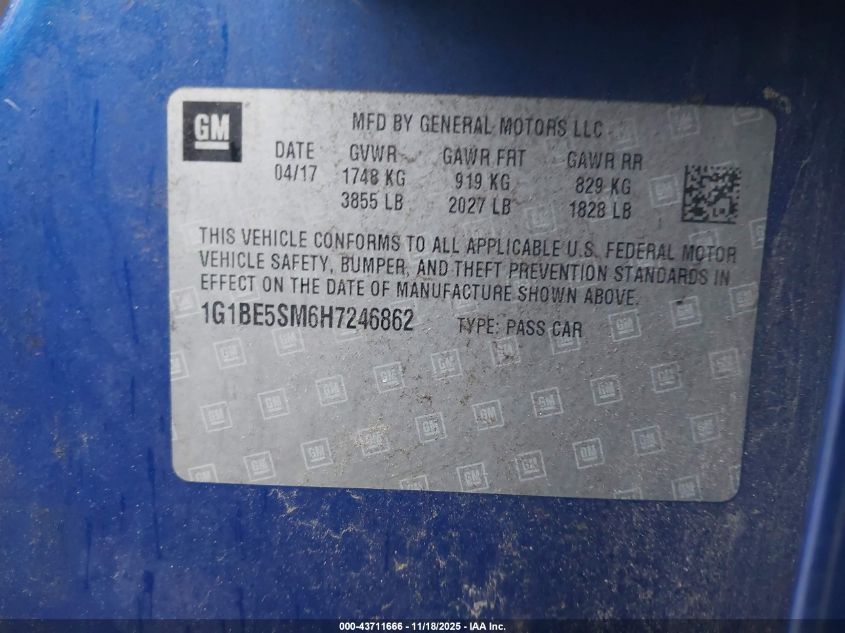 GM
MFD BY GENERAL MOTORS LLC
DATE GVWR GAWR FRT GAWR RR
04/17 1748 KG 919 KG 829 KG
3855 LB 2027 LB 1828 LB
THIS VEHICLE CONFORMS TO ALL APPLICABLE U.S. FEDERAL MOTOR
VEHICLE SAFETY, BUMPER, AND THEFT PREVENTION STANDARDS IN
EFFECT ON THE DATE OF MANUFACTURE SHOWN ABOVE.
1G1BE5SM6H7246862 TYPE: PASS CAR
000-43711666 - 11/18/2025 - IAA Inc.